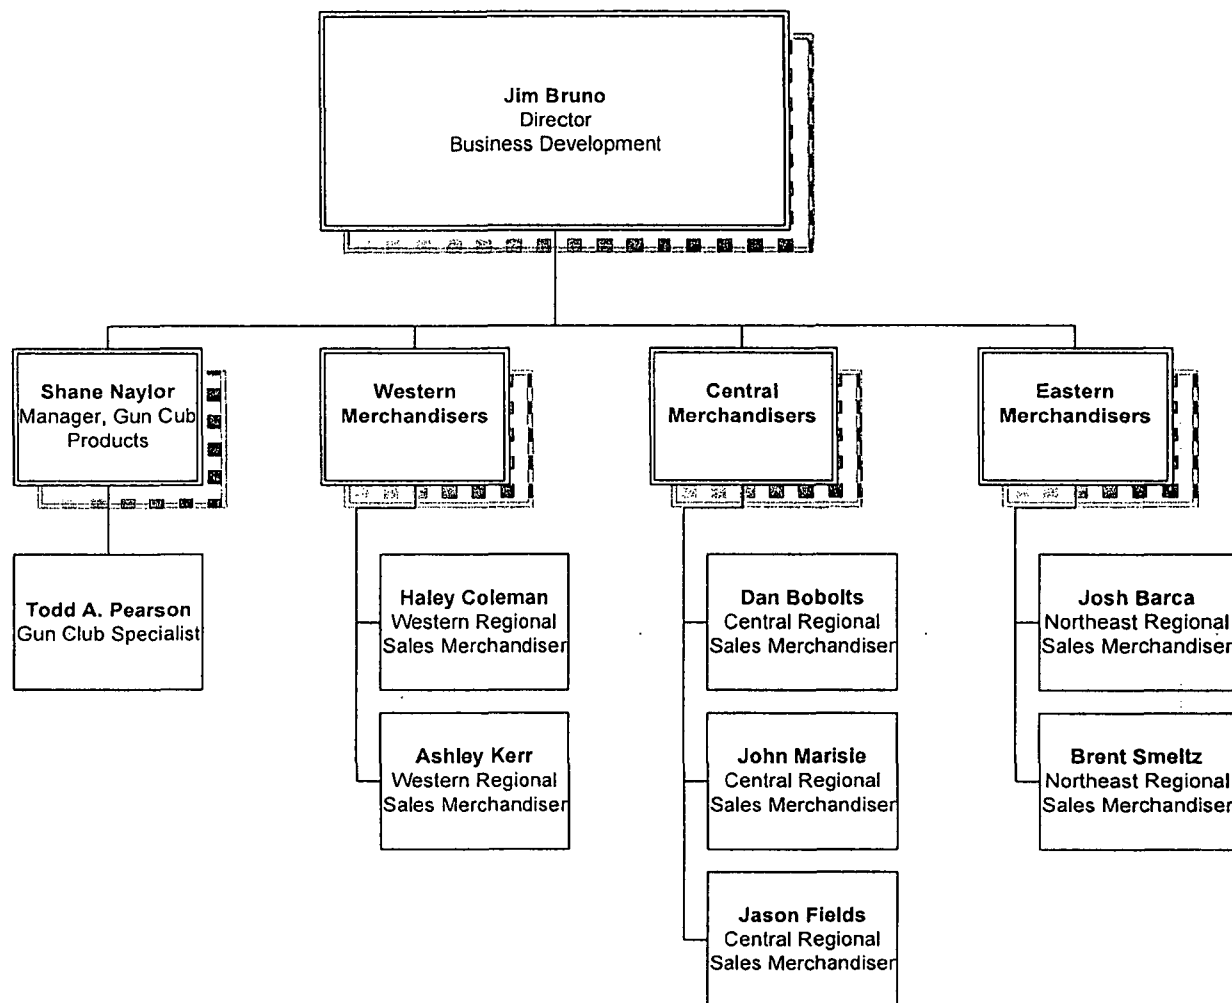 Jim Bruno
Director
Business Development
Shane Naylor
Manager, Gun Cub
Products
Western
Merchandisers
Central
Merchandisers
Eastern
Merchandisers
Todd A. Pearson
Gun Club Specialist
Haley Coleman
Western Regional
Sales Merchandiser
Ashley Kerr
Western Regional
Sales Merchandiser
Dan Bobolts
Central Regional
Sales Merchandiser
John Marisie
Central Regional
Sales Merchandiser
Jason Fields
Central Regional
Sales Merchandiser
Josh Barca
Northeast Regional
Sales Merchandiser
Brent Smeltz
Northeast Regional
Sales Merchandiser